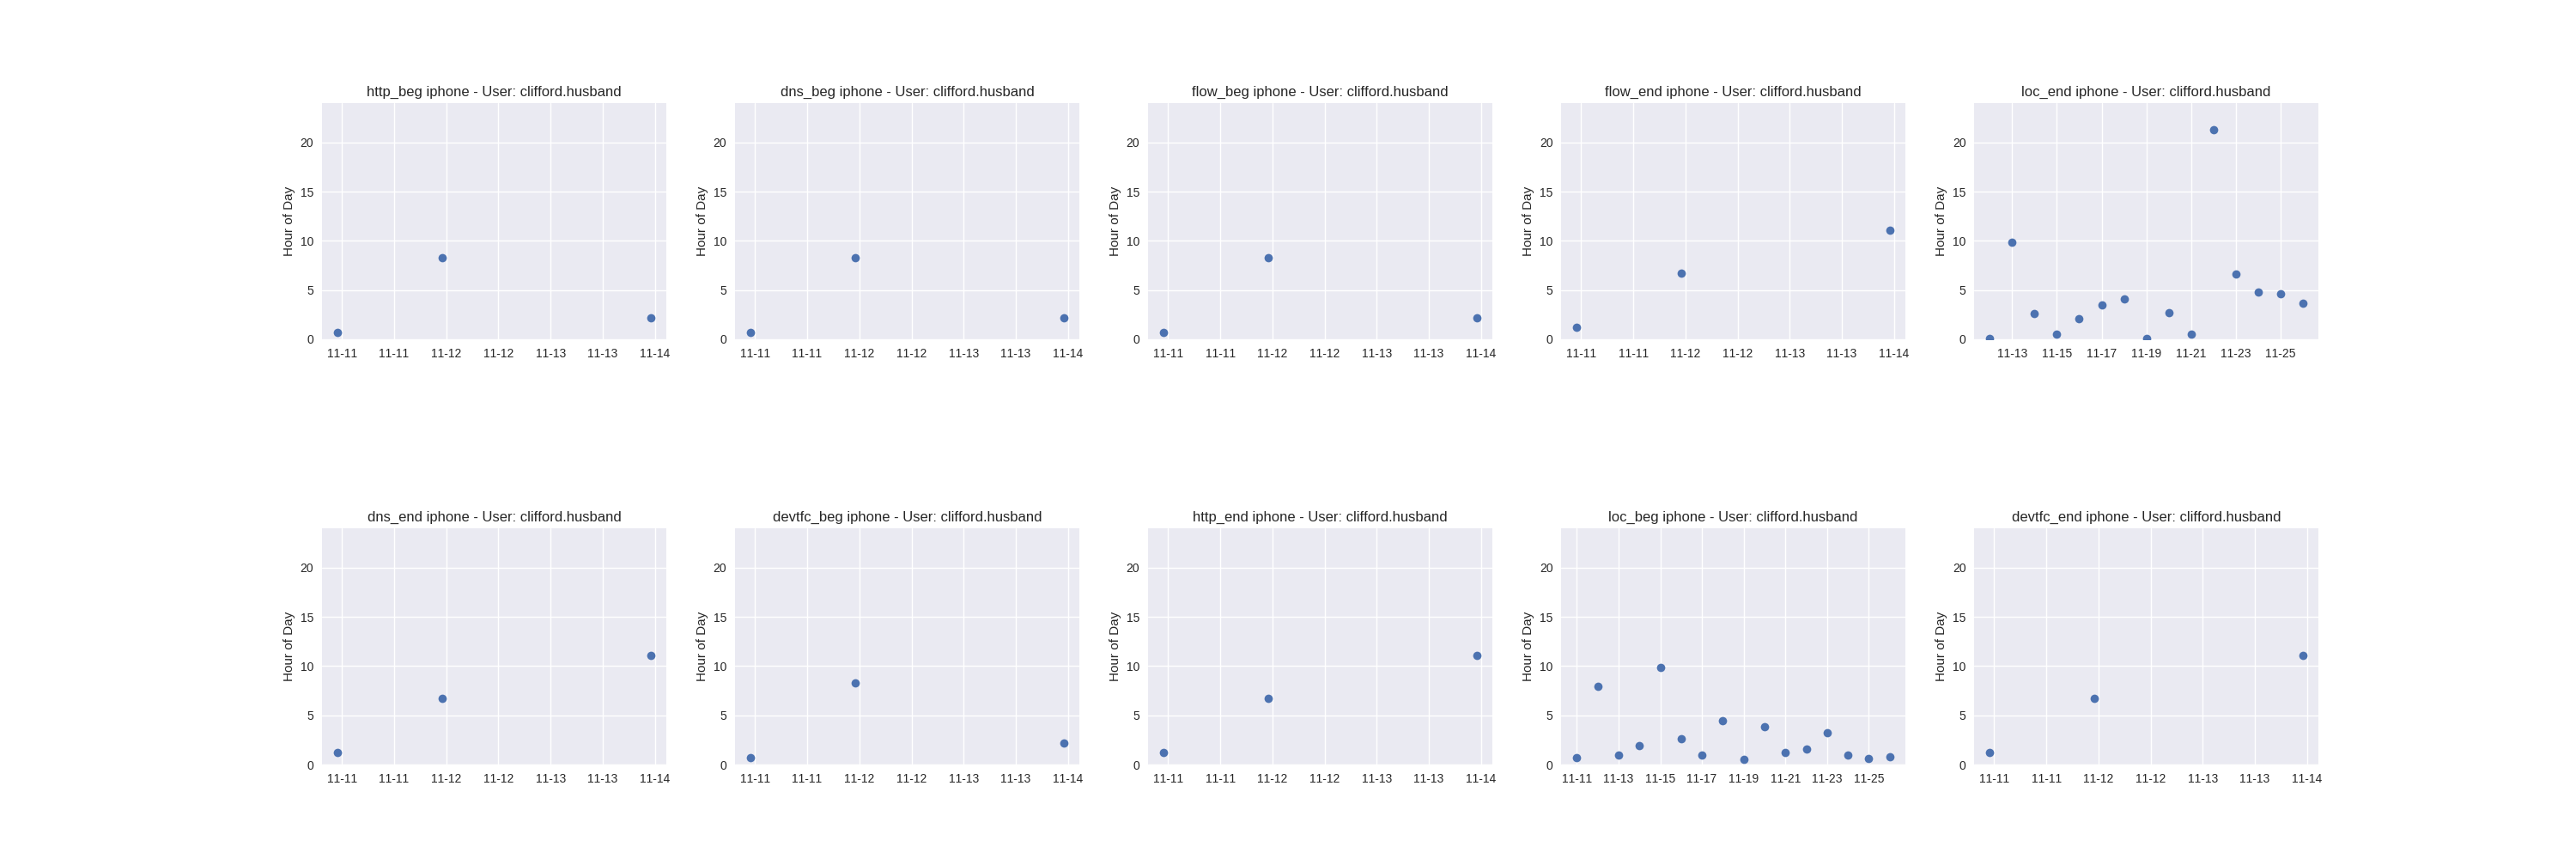 http_beg iphone - User: clifford.husband
Hour of Day
20
15
10
5
0
11-11 11-11 11-12 11-12 11-13 11-13 11-14
dns_beg iphone - User: clifford.husband
Hour of Day
20
15
10
5
0
11-11 11-11 11-12 11-12 11-13 11-13 11-14
flow_beg iphone - User: clifford.husband
Hour of Day
20
15
10
5
0
11-11 11-11 11-12 11-12 11-13 11-13 11-14
flow_end iphone - User: clifford.husband
Hour of Day
20
15
10
5
0
11-11 11-11 11-12 11-12 11-13 11-13 11-14
loc_end iphone - User: clifford.husband
Hour of Day
20
15
10
5
0
11-13 11-15 11-17 11-19 11-21 11-23 11-25
dns_end iphone - User: clifford.husband
Hour of Day
20
15
10
5
0
11-11 11-11 11-12 11-12 11-13 11-13 11-14
devtfc_beg iphone - User: clifford.husband
Hour of Day
20
15
10
5
0
11-11 11-11 11-12 11-12 11-13 11-13 11-14
http_end iphone - User: clifford.husband
Hour of Day
20
15
10
5
0
11-11 11-11 11-12 11-12 11-13 11-13 11-14
loc_beg iphone - User: clifford.husband
Hour of Day
20
15
10
5
0
11-11 11-13 11-15 11-17 11-19 11-21 11-23 11-25
devtfc_end iphone - User: clifford.husband
Hour of Day
20
15
10
5
0
11-11 11-11 11-12 11-12 11-13 11-13 11-14